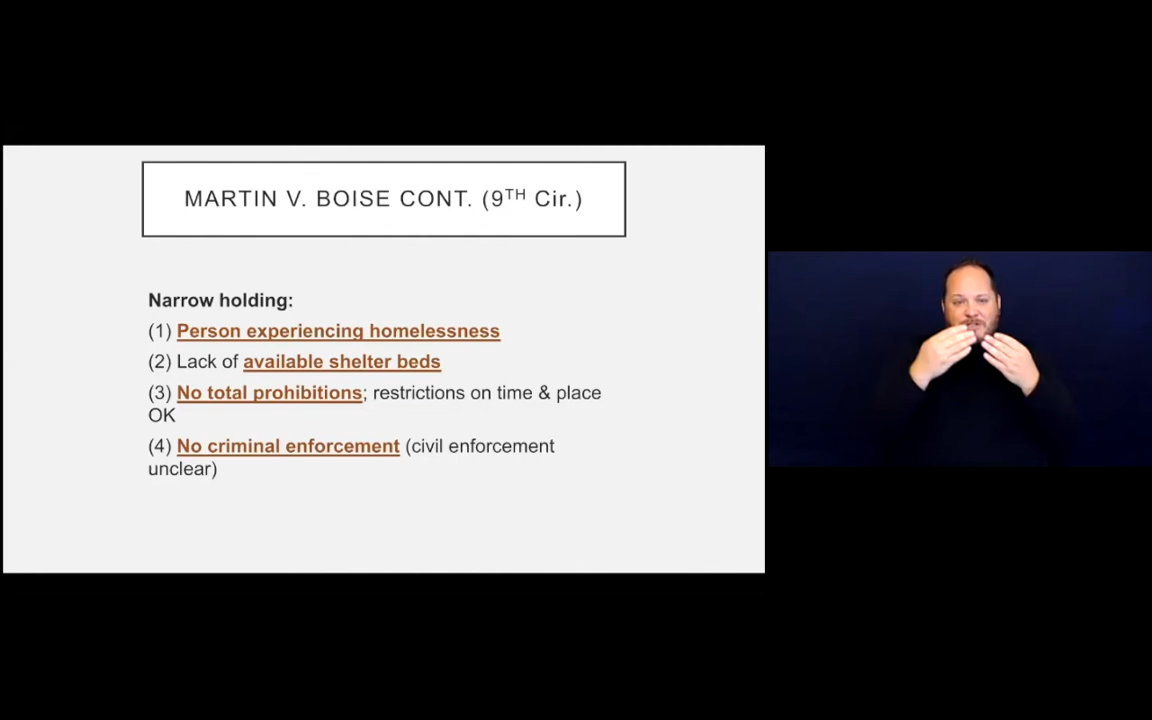 MARTIN V. BOISE CONT. (9TH Cir.)
Narrow holding:
(1) Person experiencing homelessness
(2) Lack of available shelter beds
(3) No total prohibitions; restrictions on time & place
OK
(4) No criminal enforcement (civil enforcement
unclear)